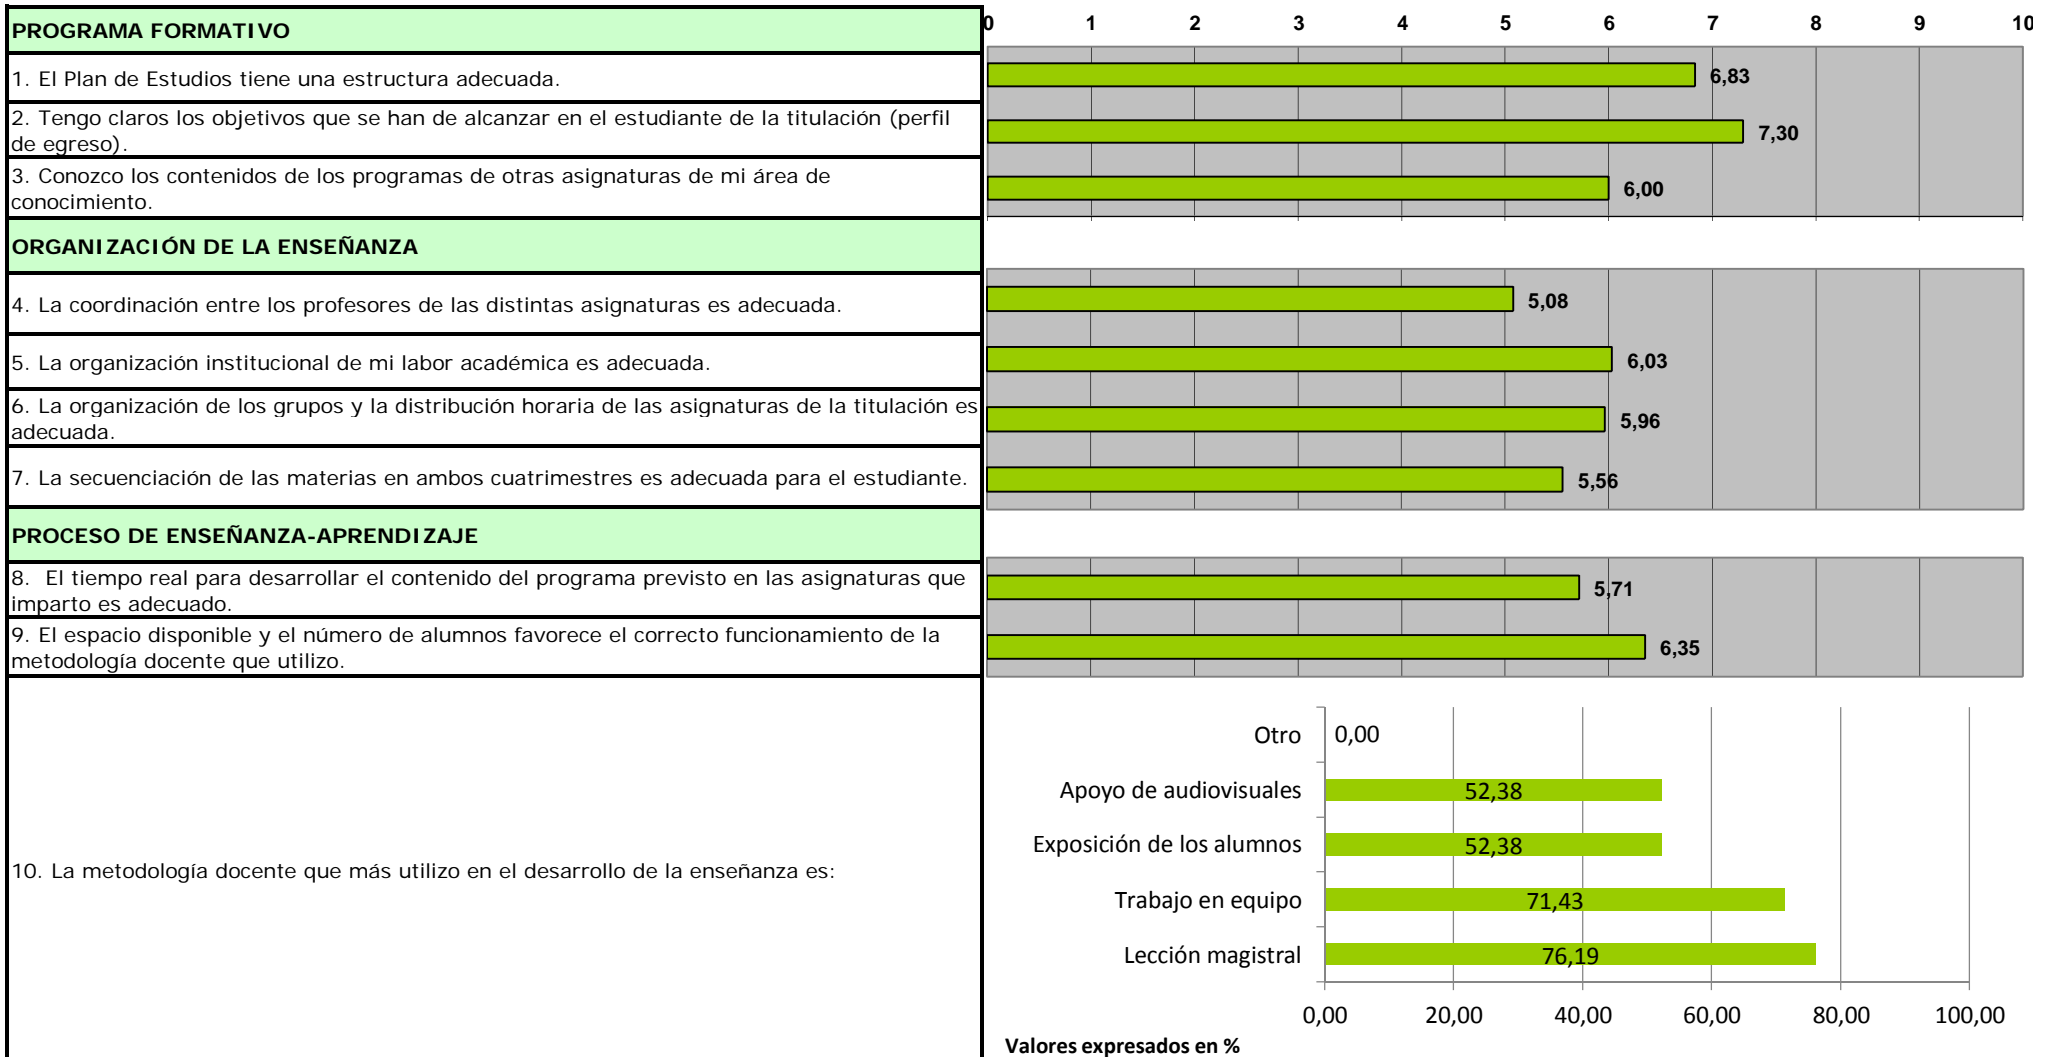 PROGRAMA FORMATIVO
0 1 2 3 4 5 6 7 8 9 10
1. El Plan de Estudios tiene una estructura adecuada.
6,83
2. Tengo claros los objetivos que se han de alcanzar en el estudiante de la titulación (perfil
de egreso).
7,30
3. Conozco los contenidos de los programas de otras asignaturas de mi área de
conocimiento.
6,00
ORGANIZACIÓN DE LA ENSEÑANZA
4. La coordinación entre los profesores de las distintas asignaturas es adecuada.
5,08
5. La organización institucional de mi labor académica es adecuada.
6,03
6. La organización de los grupos y la distribución horaria de las asignaturas de la titulación es
adecuada.
5,96
7. La secuenciación de las materias en ambos cuatrimestres es adecuada para el estudiante.
5,56
PROCESO DE ENSEÑANZA-APRENDIZAJE
8.  El tiempo real para desarrollar el contenido del programa previsto en las asignaturas que
imparto es adecuado.
5,71
9. El espacio disponible y el número de alumnos favorece el correcto funcionamiento de la
metodología docente que utilizo.
6,35
10. La metodología docente que más utilizo en el desarrollo de la enseñanza es:
Otro 0,00
Apoyo de audiovisuales 52,38
Exposición de los alumnos 52,38
Trabajo en equipo 71,43
Lección magistral 76,19
0,00 20,00 40,00 60,00 80,00 100,00
Valores expresados en %